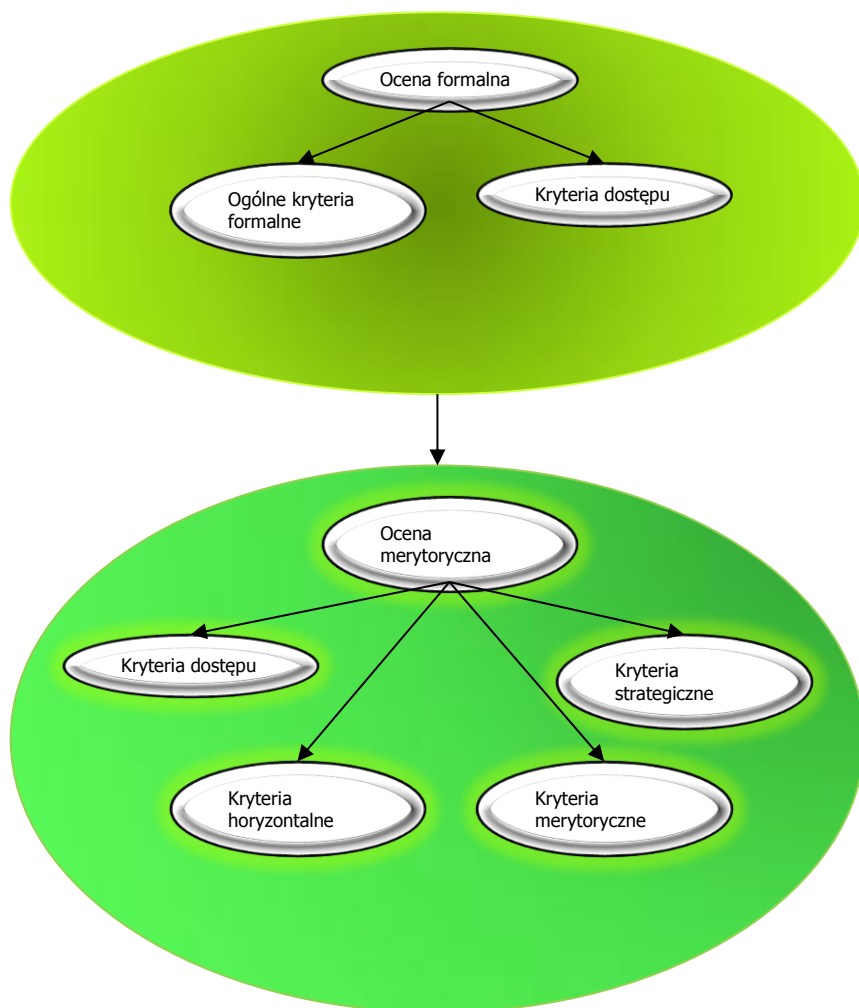 Ocena formalna
Ogólne kryteria
formalne
Kryteria dostępu
Ocena
merytoryczna
Kryteria dostępu
Kryteria
strategiczne
Kryteria
horyzontalne
Kryteria
merytoryczne